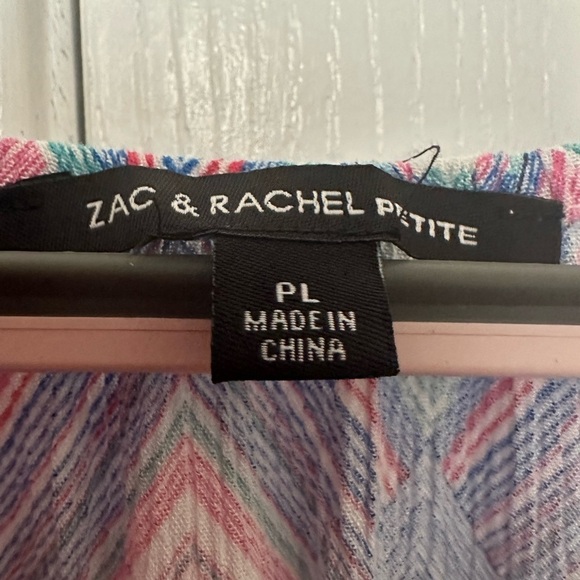 ZAC & RACHEL PETITE
PL
MADE IN
CHINA